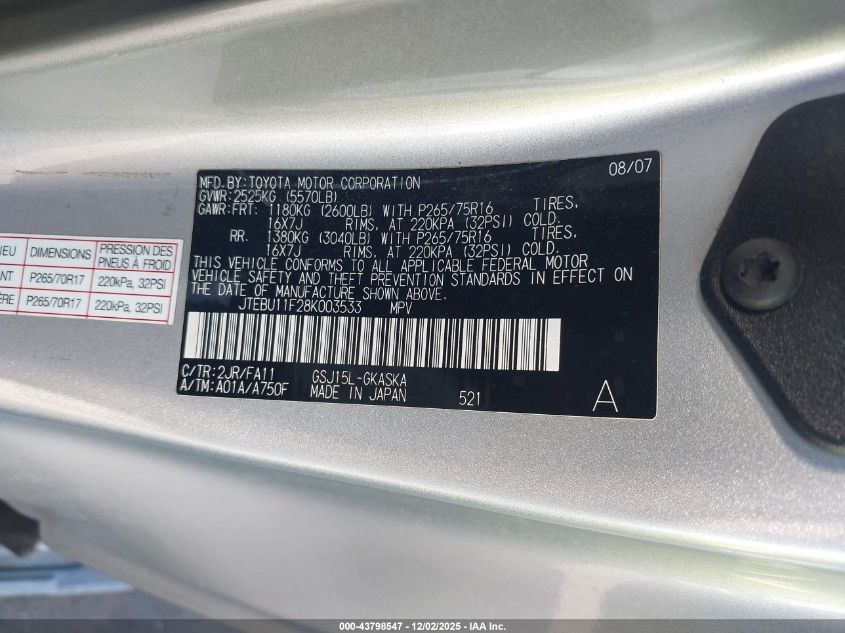 MFD.BY:TOYOTA MOTOR CORPORATION 08/07
GVWR:2525KG (5570LB)
GAWR:FRT: 1180KG (2600LB) WITH P265/75R16 TIRES,
16X7J RIMS, AT 220KPA (32PSI) COLD.
RR. 1380KG (3040LB) WITH P265/75R16 TIRES,
16X7J RIMS, AT 220KPA (32PSI) COLD.
THIS VEHICLE CONFORMS TO ALL APPLICABLE FEDERAL MOTOR
VEHICLE SAFETY AND THEFT PREVENTION STANDARDS IN EFFECT ON
THE DATE OF MANUFACTURE SHOWN ABOVE.
JTEBU11F28K003533 MPV
C/TR:2JR/FA11 GSJ15L-GKASKA
A/TM:A01A/A750F MADE IN JAPAN 521 A
IEU DIMENSIONS PRESSION DES
PNEUS À FROID
ANT P265/70R17 220kPa, 32PSI
ÈRE P265/70R17 220kPa, 32PSI
000-43798547 - 12/02/2025 - IAA Inc.